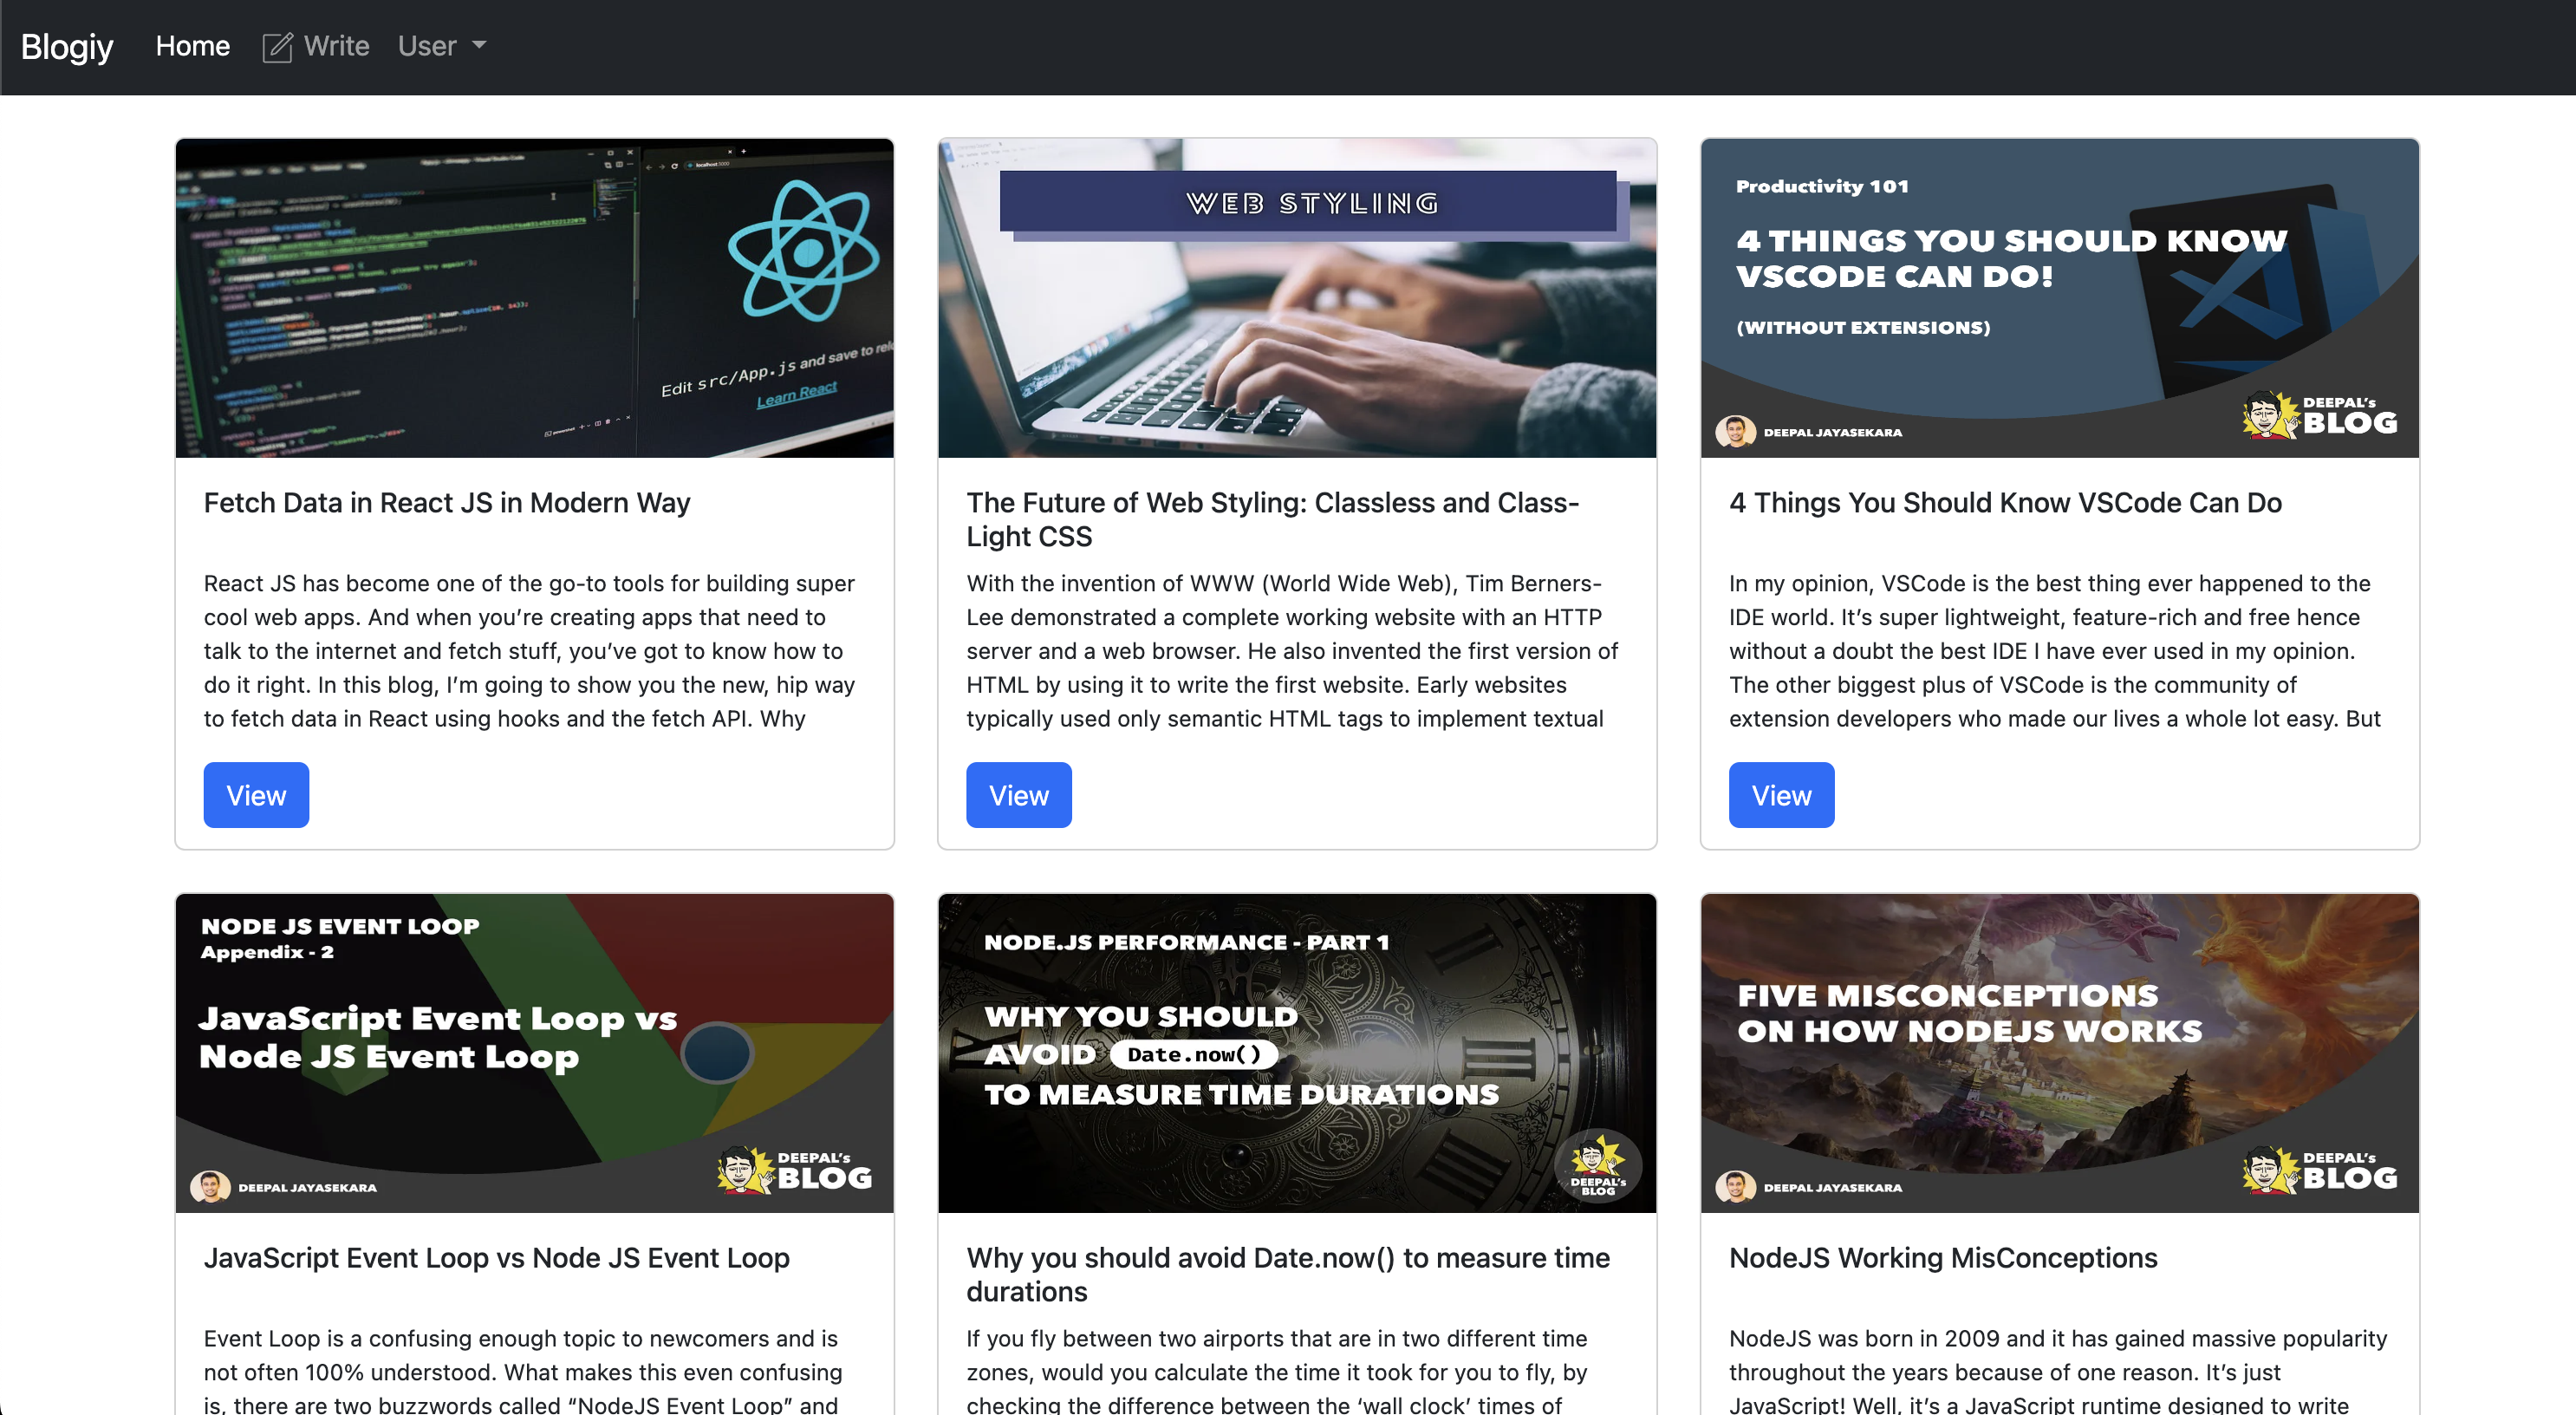 Blogiy Home Write User
Edit src/App.js and save to relo
Learn React
Fetch Data in React JS in Modern Way
React JS has become one of the go-to tools for building super
cool web apps. And when you’re creating apps that need to
talk to the internet and fetch stuff, you’ve got to know how to
do it right. In this blog, I’m going to show you the new, hip way
to fetch data in React using hooks and the fetch API. Why
View
WEB STYLING
The Future of Web Styling: Classless and Class-
Light CSS
With the invention of WWW (World Wide Web), Tim Berners-
Lee demonstrated a complete working website with an HTTP
server and a web browser. He also invented the first version of
HTML by using it to write the first website. Early websites
typically used only semantic HTML tags to implement textual
View
Productivity 101
4 THINGS YOU SHOULD KNOW
VSCODE CAN DO!
(WITHOUT EXTENSIONS)
DEEPAL JAYASEKARA
DEEPAL's
BLOG
4 Things You Should Know VSCode Can Do
In my opinion, VSCode is the best thing ever happened to the
IDE world. It’s super lightweight, feature-rich and free hence
without a doubt the best IDE I have ever used in my opinion.
The other biggest plus of VSCode is the community of
extension developers who made our lives a whole lot easy. But
View
NODE JS EVENT LOOP
Appendix - 2
JavaScript Event Loop vs
Node JS Event Loop
DEEPAL JAYASEKARA
DEEPAL's
BLOG
JavaScript Event Loop vs Node JS Event Loop
Event Loop is a confusing enough topic to newcomers and is
not often 100% understood. What makes this even confusing
is, there are two buzzwords called “NodeJS Event Loop” and
NODE.JS PERFORMANCE - PART 1
WHY YOU SHOULD
AVOID Date.now()
TO MEASURE TIME DURATIONS
DEEPAL's
BLOG
Why you should avoid Date.now() to measure time
durations
If you fly between two airports that are in two different time
zones, would you calculate the time it took for you to fly, by
checking the difference between the ‘wall clock’ times of
FIVE MISCONCEPTIONS
ON HOW NODEJS WORKS
DEEPAL JAYASEKARA
DEEPAL's
BLOG
NodeJS Working MisConceptions
NodeJS was born in 2009 and it has gained massive popularity
throughout the years because of one reason. It’s just
JavaScript! Well, it’s a JavaScript runtime designed to write